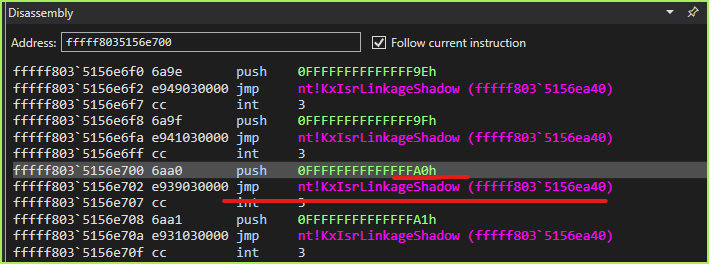 Disassembly
Address: fffff8035156e700 Follow current instruction
fffff803`5156e6f0 6a9e push 0FFFFFFFFFFFFFF9Eh
fffff803`5156e6f2 e949030000 jmp nt!KxIsrLinkageShadow (fffff803`5156ea40)
fffff803`5156e6f7 cc int 3
fffff803`5156e6f8 6a9f push 0FFFFFFFFFFFFFF9Fh
fffff803`5156e6fa e941030000 jmp nt!KxIsrLinkageShadow (fffff803`5156ea40)
fffff803`5156e6ff cc int 3
fffff803`5156e700 6aa0 push 0FFFFFFFFFFFFFFA0h
fffff803`5156e702 e939030000 jmp nt!KxIsrLinkageShadow (fffff803`5156ea40)
fffff803`5156e707 cc int 3
fffff803`5156e708 6aa1 push 0FFFFFFFFFFFFFFA1h
fffff803`5156e70a e931030000 jmp nt!KxIsrLinkageShadow (fffff803`5156ea40)
fffff803`5156e70f cc int 3